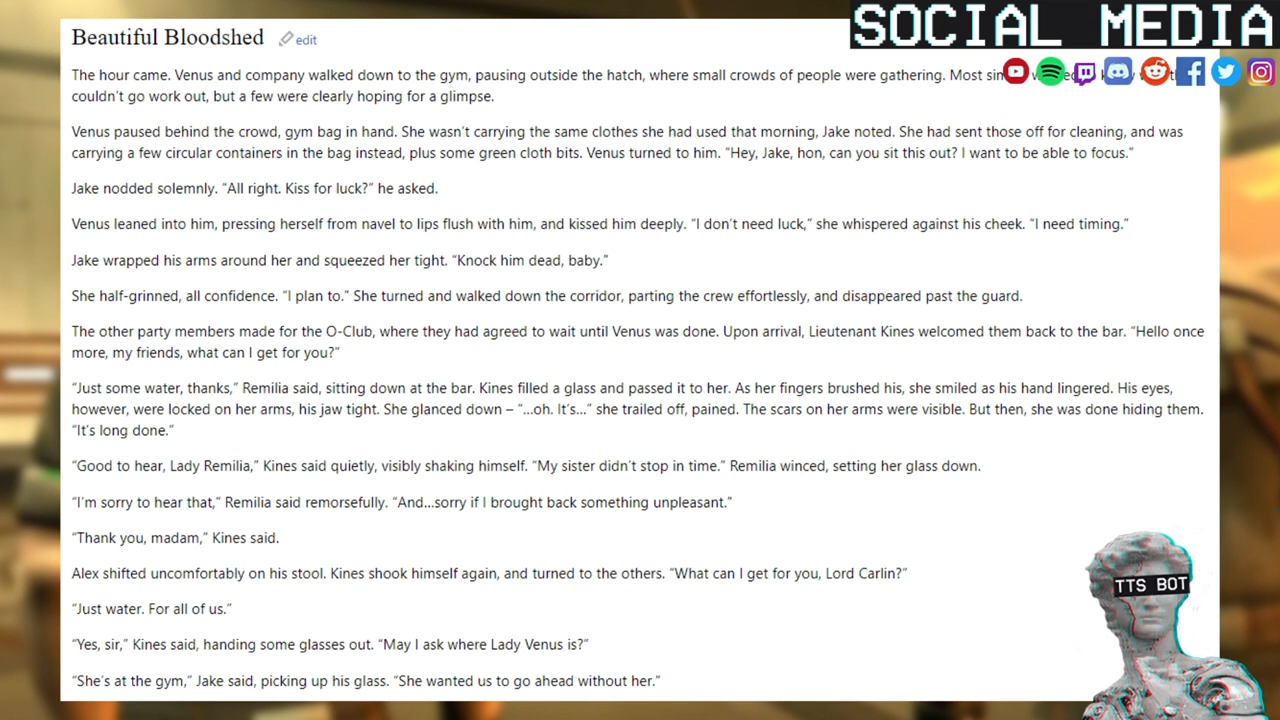 SOCIAL MEDIA
Beautiful Bloodshed edit
The hour came. Venus and company walked down to the gym, pausing outside the hatch, where small crowds of people were gathering. Most
couldn't go work out, but a few were clearly hoping for a glimpse.
Venus paused behind the crowd, gym bag in hand. She wasn't carrying the same clothes she had used that morning, Jake noted. She had sent those off for cleaning, and was
carrying a few circular containers in the bag instead, plus some green cloth bits. Venus turned to him. “Hey, Jake, hon, can you sit this out? I want to be able to focus.”
Jake nodded solemnly. “All right. Kiss for luck?” he asked.
Venus leaned into him, pressing herself from navel to lips flush with him, and kissed him deeply. “I don't need luck,” she whispered against his cheek. “I need timing.”
Jake wrapped his arms around her and squeezed her tight. “Knock him dead, baby.”
She half-grinned, all confidence. “I plan to.” She turned and walked down the corridor, parting the crew effortlessly, and disappeared past the guard.
The other party members made for the O-Club, where they had agreed to wait until Venus was done. Upon arrival, Lieutenant Kines welcomed them back to the bar. “Hello once
more, my friends, what can I get for you?”
“Just some water, thanks,” Remilia said, sitting down at the bar. Kines filled a glass and passed it to her. As her fingers brushed his, she smiled as his hand lingered. His eyes,
however, were locked on her arms, his jaw tight. She glanced down – “...oh. It's...” she trailed off, pained. The scars on her arms were visible. But then, she was done hiding them.
“It's long done.”
“Good to hear, Lady Remilia,” Kines said quietly, visibly shaking himself. “My sister didn't stop in time.” Remilia winced, setting her glass down.
“I'm sorry to hear that,” Remilia said remorsefully. “And...sorry if I brought back something unpleasant.”
“Thank you, madam,” Kines said.
Alex shifted uncomfortably on his stool. Kines shook himself again, and turned to the others. “What can I get for you, Lord Carlin?”
“Just water. For all of us.”
“Yes, sir,” Kines said, handing some glasses out. “May I ask where Lady Venus is?”
“She's at the gym,” Jake said, picking up his glass. “She wanted us to go ahead without her.”
TTS BOT